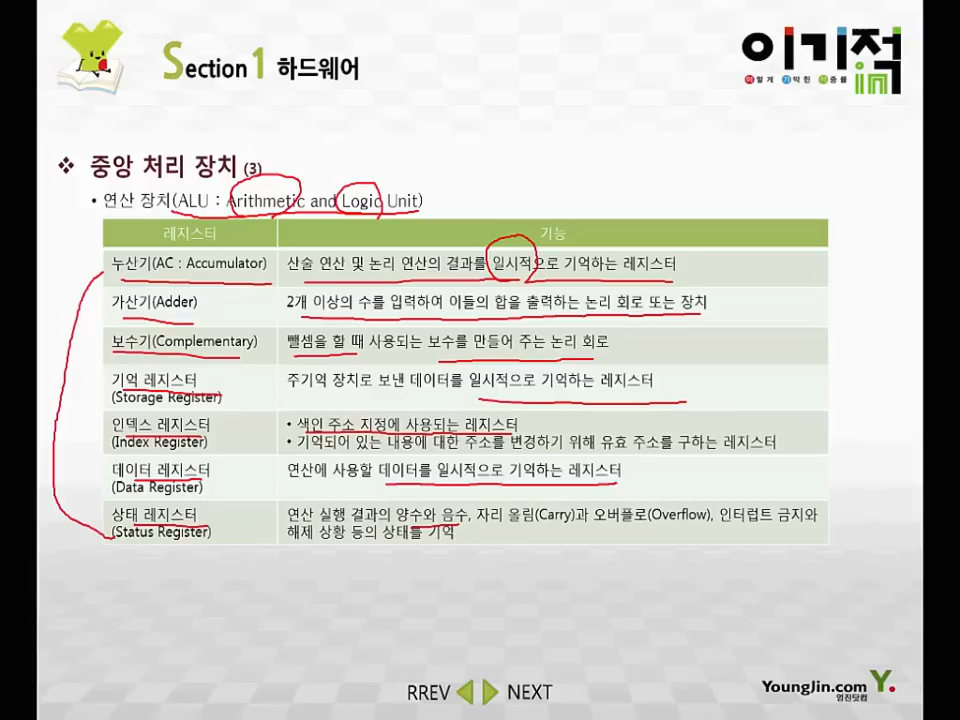 Section 1 하드웨어
이기적in
이렇게 기막힌 적중률
❖ 중앙 처리 장치 (3)
• 연산 장치(ALU : Arithmetic and Logic Unit)
레지스터 기능
누산기(AC : Accumulator) 산술 연산 및 논리 연산의 결과를 일시적으로 기억하는 레지스터
가산기(Adder) 2개 이상의 수를 입력하여 이들의 합을 출력하는 논리 회로 또는 장치
보수기(Complementary) 뺄셈을 할 때 사용되는 보수를 만들어 주는 논리 회로
기억 레지스터 주기억 장치로 보낸 데이터를 일시적으로 기억하는 레지스터
(Storage Register)
인덱스 레지스터 • 색인 주소 지정에 사용되는 레지스터
(Index Register) • 기억되어 있는 내용에 대한 주소를 변경하기 위해 유효 주소를 구하는 레지스터
데이터 레지스터 연산에 사용할 데이터를 일시적으로 기억하는 레지스터
(Data Register)
상태 레지스터 연산 실행 결과의 양수와 음수, 자리 올림(Carry)과 오버플로(Overflow), 인터럽트 금지와
(Status Register) 해제 상황 등의 상태를 기억
RREV NEXT
YoungJin.com Y.
영진닷컴